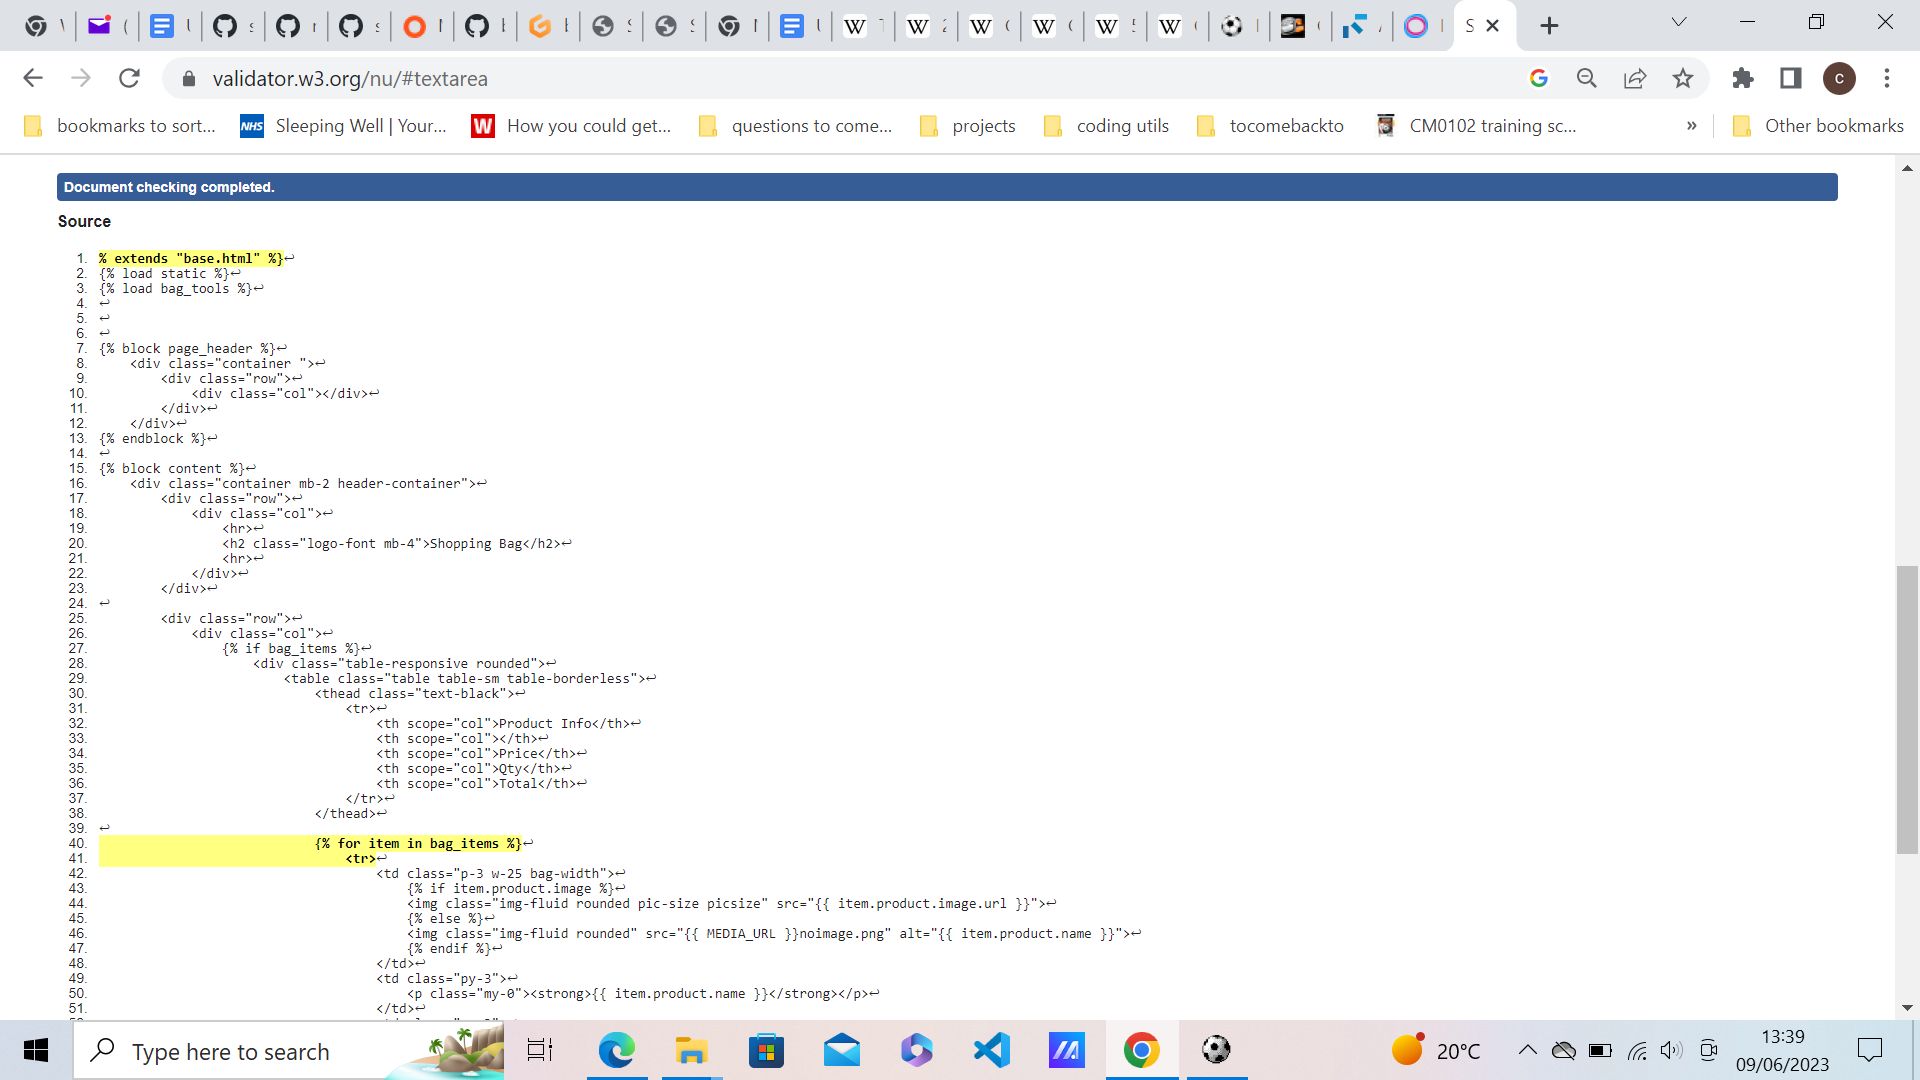 validator.w3.org/nu/#textarea
bookmarks to sort...
NHS
Sleeping Well | Your...
W
How you could get...
questions to come...
projects
coding utils
tocomebackto
CM0102 training sc...
»
Other bookmarks
Document checking completed.
Source
1. % extends "base.html" %}↩
2. {% load static %}↩
3. {% load bag_tools %}↩
4. ↩
5. ↩
6. ↩
7. {% block page_header %}↩
8. <div class="container ">↩
9. <div class="row">↩
10. <div class="col"></div>↩
11. </div>↩
12. </div>↩
13. {% endblock %}↩
14. ↩
15. {% block content %}↩
16. <div class="container mb-2 header-container">↩
17. <div class="row">↩
18. <div class="col">↩
19. <hr>↩
20. <h2 class="logo-font mb-4">Shopping Bag</h2>↩
21. <hr>↩
22. </div>↩
23. </div>↩
24. ↩
25. <div class="row">↩
26. <div class="col">↩
27. {% if bag_items %}↩
28. <div class="table-responsive rounded">↩
29. <table class="table table-sm table-borderless">↩
30. <thead class="text-black">↩
31. <tr>↩
32. <th scope="col">Product Info</th>↩
33. <th scope="col"></th>↩
34. <th scope="col">Price</th>↩
35. <th scope="col">Qty</th>↩
36. <th scope="col">Total</th>↩
37. </tr>↩
38. </thead>↩
39. ↩
40. {% for item in bag_items %}↩
41. <tr>↩
42. <td class="p-3 w-25 bag-width">↩
43. {% if item.product.image %}↩
44. <img class="img-fluid rounded pic-size picsize" src="{{ item.product.image.url }}">↩
45. {% else %}↩
46. <img class="img-fluid rounded" src="{{ MEDIA_URL }}noimage.png" alt="{{ item.product.name }}">↩
47. {% endif %}↩
48. </td>↩
49. <td class="py-3">↩
50. <p class="my-0"><strong>{{ item.product.name }}</strong></p>↩
51. </td>↩
Type here to search
20°C
13:39
09/06/2023